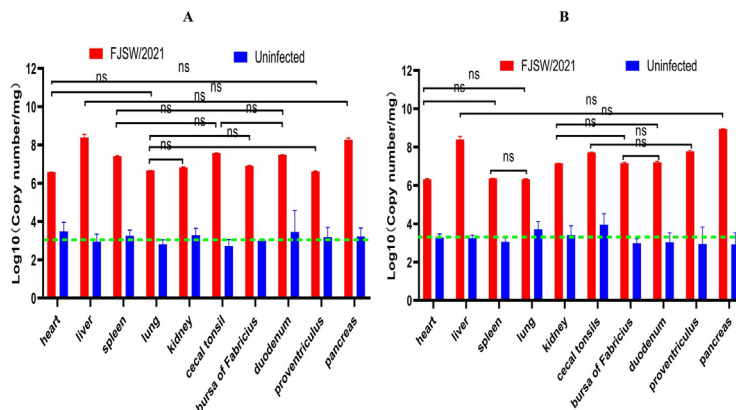 A
FJSW/2021
Uninfected
ns
ns
ns
ns
ns
ns
ns
ns
ns
Log10 (Copy number/mg)
12
10
8
6
4
2
0
heart
liver
spleen
lung
kidney
cecal tonsil
bursa of Fabricius
duodenum
proventriculus
pancreas
B
FJSW/2021
Uninfected
ns
ns
ns
ns
ns
ns
ns
ns
Log10 (Copy number/mg)
12
10
8
6
4
2
0
heart
liver
spleen
lung
kidney
cecal tonsils
bursa of Fabricius
duodenum
proventriculus
pancreas